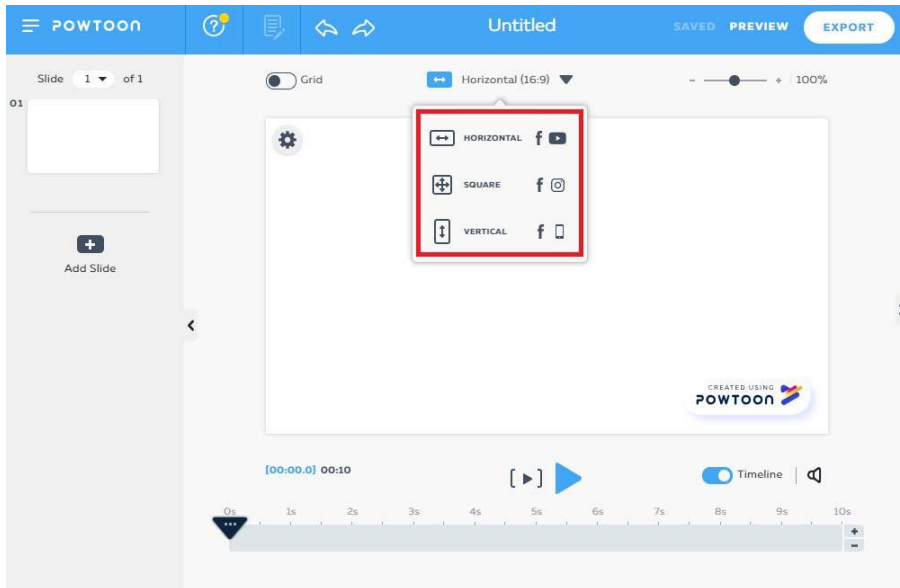 POWTOON
Untitled
SAVED PREVIEW EXPORT
Slide 1 of 1
Grid
Horizontal (16:9)
- + 100%
01
HORIZONTAL
SQUARE
VERTICAL
Add Slide
CREATED USING
POWTOON
[00:00.0] 00:10
Timeline
0s 1s 2s 3s 4s 5s 6s 7s 8s 9s 10s